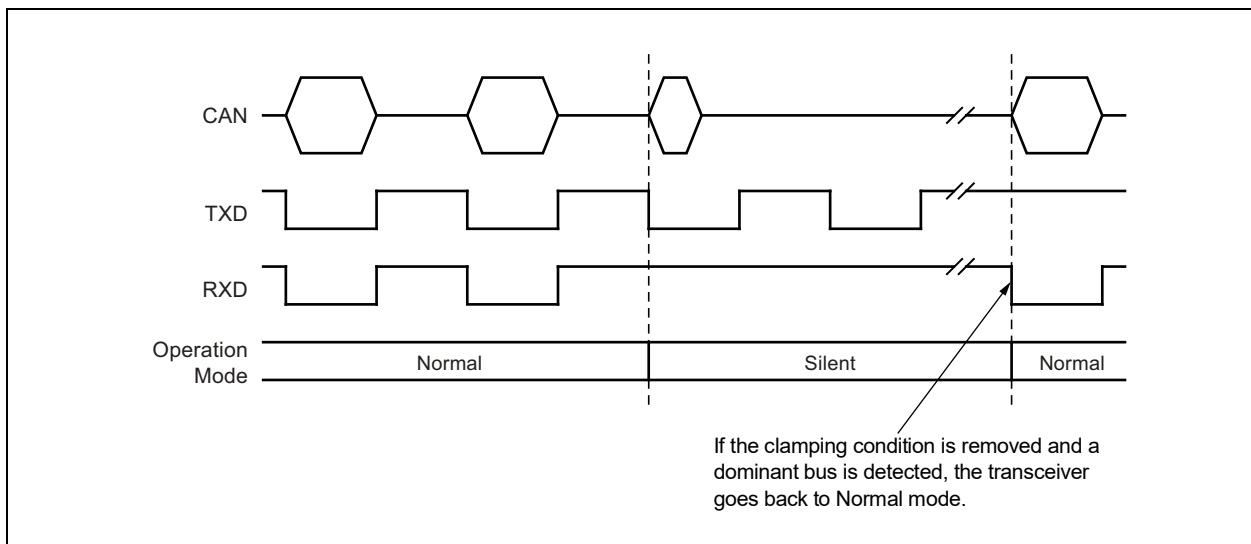 CAN
TXD
RXD
Operation
Mode
Normal
Silent
Normal
If the clamping condition is removed and a
dominant bus is detected, the transceiver
goes back to Normal mode.